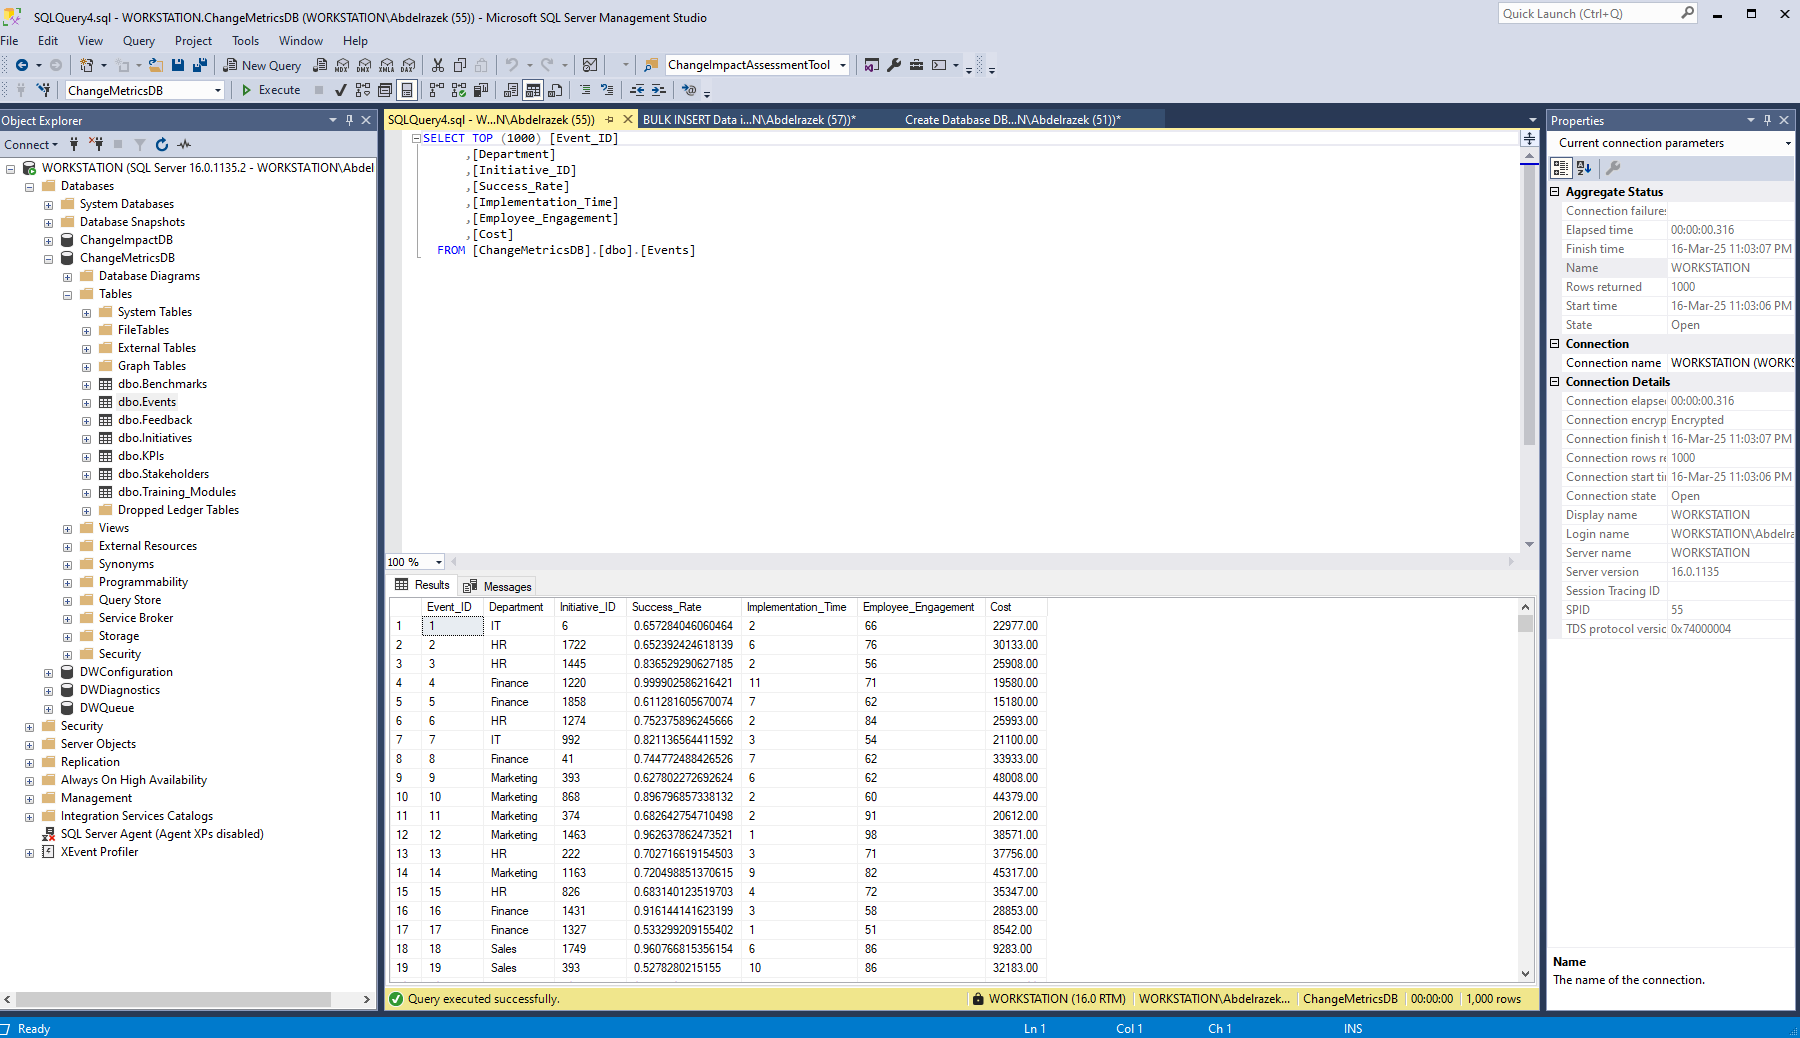 SQLQuery4.sql - WORKSTATION.ChangeMetricsDB (WORKSTATION\Abdelrazek (55)) - Microsoft SQL Server Management Studio
Quick Launch (Ctrl+Q)
File Edit View Query Project Tools Window Help
New Query MDX DMX XMLA DAX ChangeImpactAssessmentTool
ChangeMetricsDB Execute
Object Explorer
Connect
WORKSTATION (SQL Server 16.0.1135.2 - WORKSTATION\Abdel
Databases
System Databases
Database Snapshots
ChangeImpactDB
ChangeMetricsDB
Database Diagrams
Tables
System Tables
FileTables
External Tables
Graph Tables
dbo.Benchmarks
dbo.Events
dbo.Feedback
dbo.Initiatives
dbo.KPIs
dbo.Stakeholders
dbo.Training_Modules
Dropped Ledger Tables
Views
External Resources
Synonyms
Programmability
Query Store
Service Broker
Storage
Security
DWConfiguration
DWDiagnostics
DWQueue
Security
Server Objects
Replication
Always On High Availability
Management
Integration Services Catalogs
SQL Server Agent (Agent XPs disabled)
XEvent Profiler
SQLQuery4.sql - W...N\Abdelrazek (55)) BULK INSERT Data i...N\Abdelrazek (57))* Create Database DB...N\Abdelrazek (51))*
SELECT TOP (1000) [Event_ID]
,[Department]
,[Initiative_ID]
,[Success_Rate]
,[Implementation_Time]
,[Employee_Engagement]
,[Cost]
FROM [ChangeMetricsDB].[dbo].[Events]
100 %
Results Messages
Event_ID Department Initiative_ID Success_Rate Implementation_Time Employee_Engagement Cost
1 1 IT 6 0.657284046060464 2 66 22977.00
2 2 HR 1722 0.652392424618139 6 76 30133.00
3 3 HR 1445 0.836529290627185 2 56 25908.00
4 4 Finance 1220 0.999902586216421 11 71 19580.00
5 5 Finance 1858 0.611281605670074 7 62 15180.00
6 6 HR 1274 0.752375896245666 2 84 25993.00
7 7 IT 992 0.821136564411592 3 54 21100.00
8 8 Finance 41 0.744772488426526 7 62 33933.00
9 9 Marketing 393 0.627802272692624 6 62 48008.00
10 10 Marketing 868 0.896796857338132 2 60 44379.00
11 11 Marketing 374 0.682642754710498 2 91 20612.00
12 12 Marketing 1463 0.962637862473521 1 98 38571.00
13 13 HR 222 0.702716619154503 3 71 37756.00
14 14 Marketing 1163 0.720498851370615 9 82 45317.00
15 15 HR 826 0.683140123519703 4 72 35347.00
16 16 Finance 1431 0.916144141623199 3 58 28853.00
17 17 Finance 1327 0.533299209155402 1 51 8542.00
18 18 Sales 1749 0.960766815356154 6 86 9283.00
19 19 Sales 393 0.5278280215155 10 86 32183.00
Query executed successfully. WORKSTATION (16.0 RTM) WORKSTATION\Abdelrazek... ChangeMetricsDB 00:00:00 1,000 rows
Properties
Current connection parameters
Aggregate Status
Connection failures
Elapsed time 00:00:00.316
Finish time 16-Mar-25 11:03:07 PM
Name WORKSTATION
Rows returned 1000
Start time 16-Mar-25 11:03:06 PM
State Open
Connection
Connection name WORKSTATION (WORKS
Connection Details
Connection elapse 00:00:00.316
Connection encryp Encrypted
Connection finish t 16-Mar-25 11:03:07 PM
Connection rows re 1000
Connection start tir 16-Mar-25 11:03:06 PM
Connection state Open
Display name WORKSTATION
Login name WORKSTATION\Abdelra
Server name WORKSTATION
Server version 16.0.1135
Session Tracing ID
SPID 55
TDS protocol versic 0x74000004
Name
The name of the connection.
Ready Ln 1 Col 1 Ch 1 INS